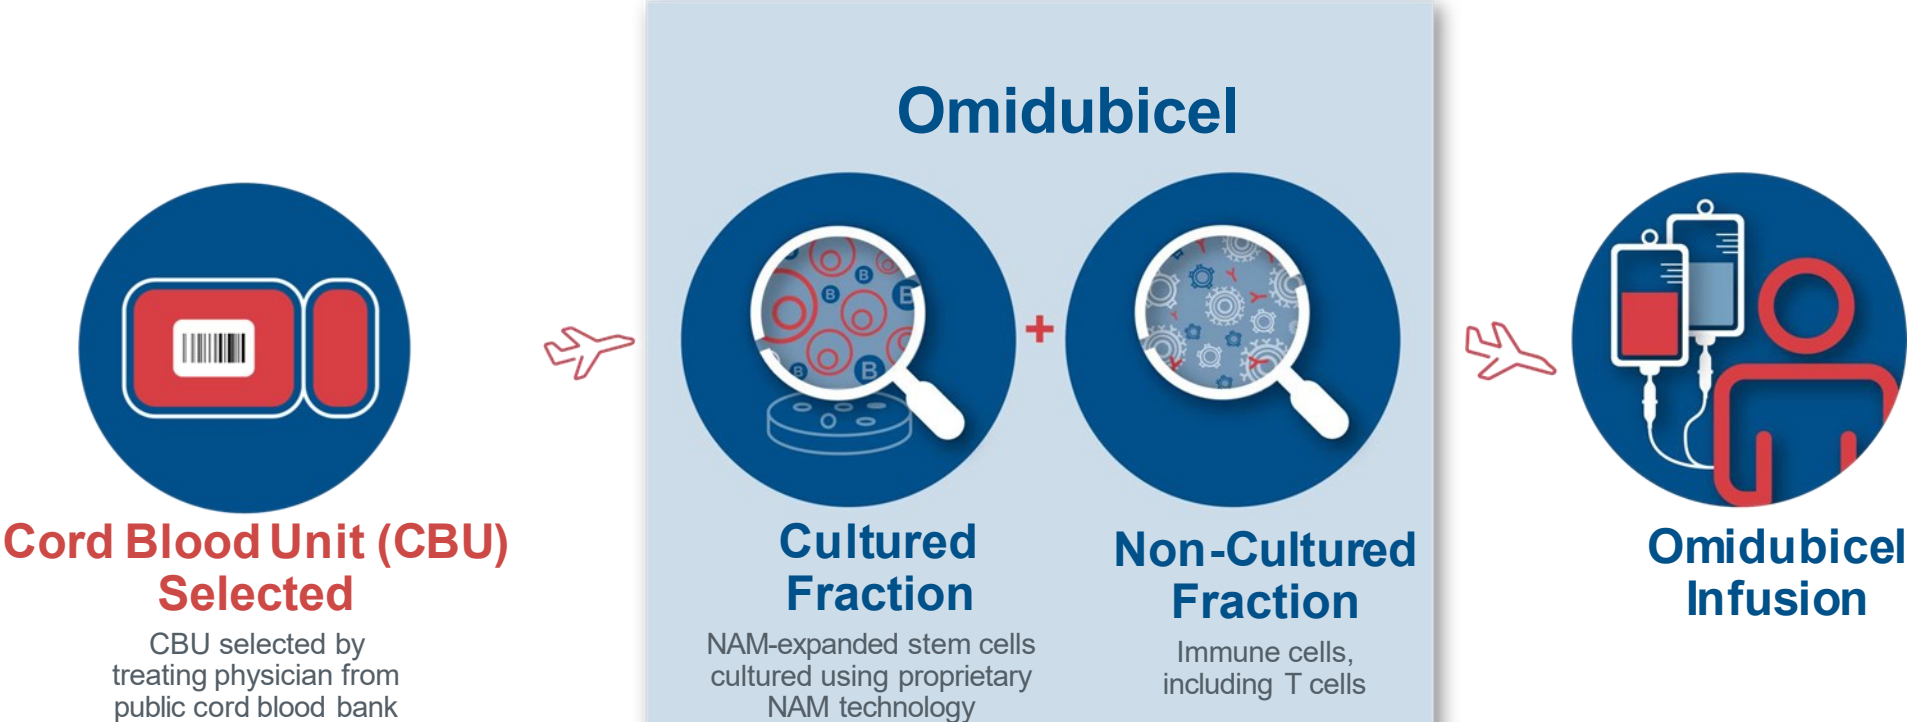 Omidubicel
Cord Blood Unit (CBU)
Selected
CBU selected by
treating physician from
public cord blood bank
B
B
B
B
B
Cultured
Fraction
NAM-expanded stem cells
cultured using proprietary
NAM technology
+
Non-Cultured
Fraction
Immune cells,
including T cells
Omidubicel
Infusion